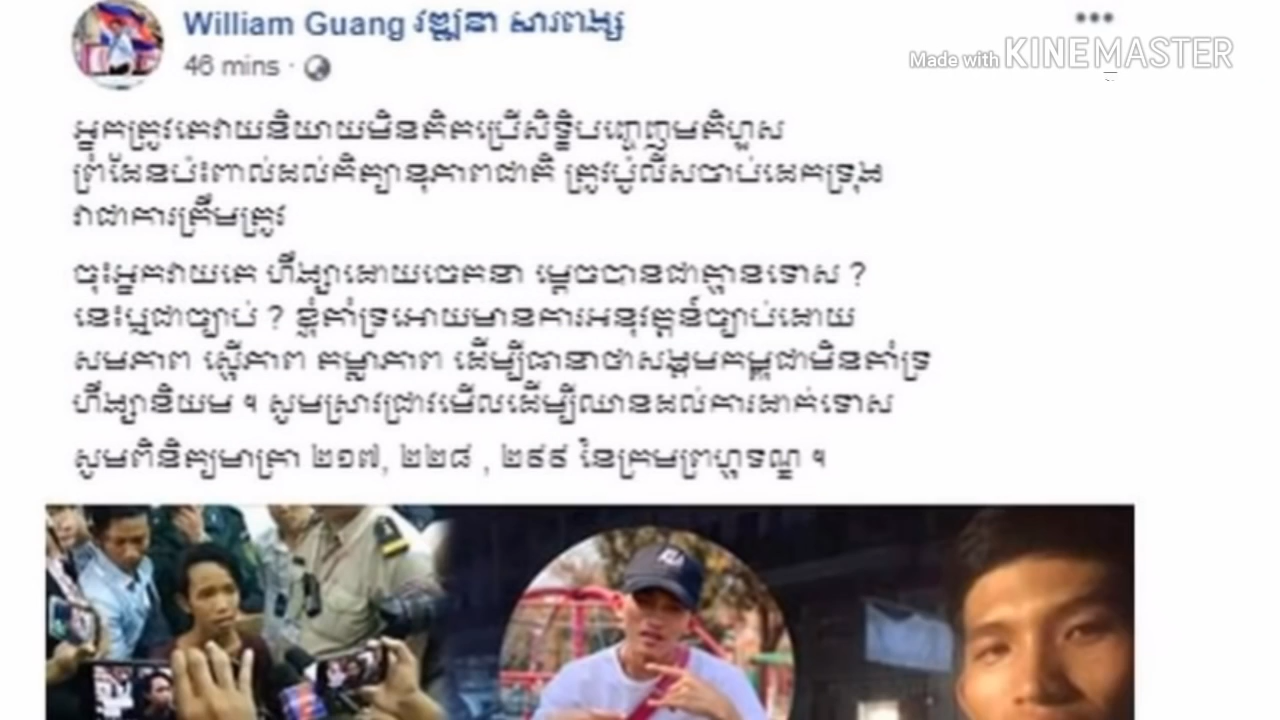 William Guang វឌ្ឍនា សារពង្ស
46 mins ·
Made with KINEMASTER
អ្នកត្រូវគេវាយនិយាយមិនគិតប្រើសិទ្ធិបញ្ចេញមតិហួស
ព្រំដែនប៉ះពាល់ដល់កិត្យានុភាពជាតិ ត្រូវប៉ូលីសចាប់ដេកទ្រុង
វាជាការត្រឹមត្រូវ
ចុះអ្នកវាយគេ ហឹង្សាដោយចេតនា ម្ដេចបានជាគ្មានទោស ?
នេះឬជាច្បាប់ ? ខ្ញុំគាំទ្រអោយមានការអនុវត្តន៍ច្បាប់ដោយ
សមភាព ស្មើភាព តម្លាភាព ដើម្បីធានាថាសង្គមកម្ពុជាមិនគាំទ្រ
ហឹង្សានិយម ។ សូមស្រាវជ្រាវមើលដើម្បីឈានដល់ការដាក់ទោស
សូមពិនិត្យមាត្រា ២១៧, ២២៨ , ២៩៩ នៃក្រមព្រហ្មទណ្ឌ ។